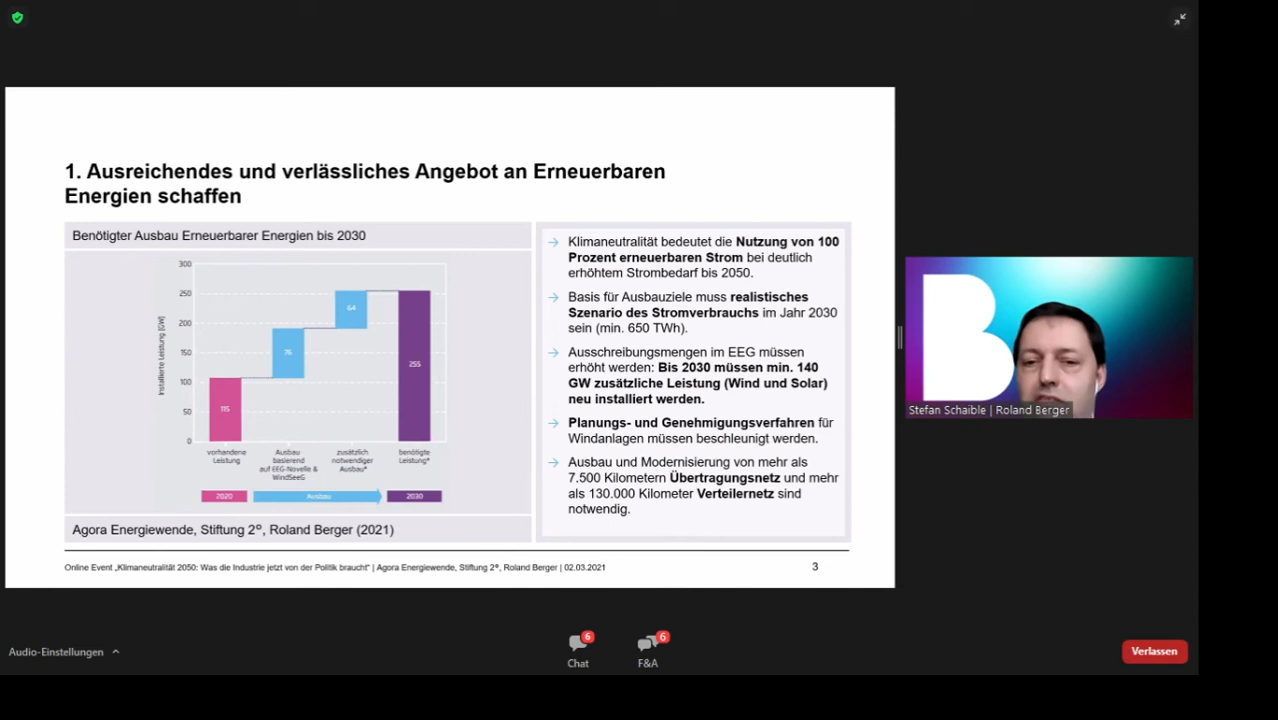 1. Ausreichendes und verlässliches Angebot an Erneuerbaren
Energien schaffen
Benötigter Ausbau Erneuerbarer Energien bis 2030
300
250
200
150
100
50
0
Installierte Leistung [GW]
115
76
64
255
vorhandene
Leistung
Ausbau
basierend
auf EEG-Novelle &
WindSeeG
zusätzlich
notwendiger
Ausbau*
benötigte
Leistung*
2020
Ausbau
2030
Agora Energiewende, Stiftung 2°, Roland Berger (2021)
→ Klimaneutralität bedeutet die Nutzung von 100
Prozent erneuerbaren Strom bei deutlich
erhöhtem Strombedarf bis 2050.
→ Basis für Ausbauziele muss realistisches
Szenario des Stromverbrauchs im Jahr 2030
sein (min. 650 TWh).
→ Ausschreibungsmengen im EEG müssen
erhöht werden: Bis 2030 müssen min. 140
GW zusätzliche Leistung (Wind und Solar)
neu installiert werden.
→ Planungs- und Genehmigungsverfahren für
Windanlagen müssen beschleunigt werden.
→ Ausbau und Modernisierung von mehr als
7.500 Kilometern Übertragungsnetz und mehr
als 130.000 Kilometer Verteilernetz sind
notwendig.
Online Event „Klimaneutralität 2050: Was die Industrie jetzt von der Politik braucht“ | Agora Energiewende, Stiftung 2°, Roland Berger | 02.03.2021
3
B
Stefan Schaible | Roland Berger
Audio-Einstellungen
6
Chat
6
F&A
Verlassen